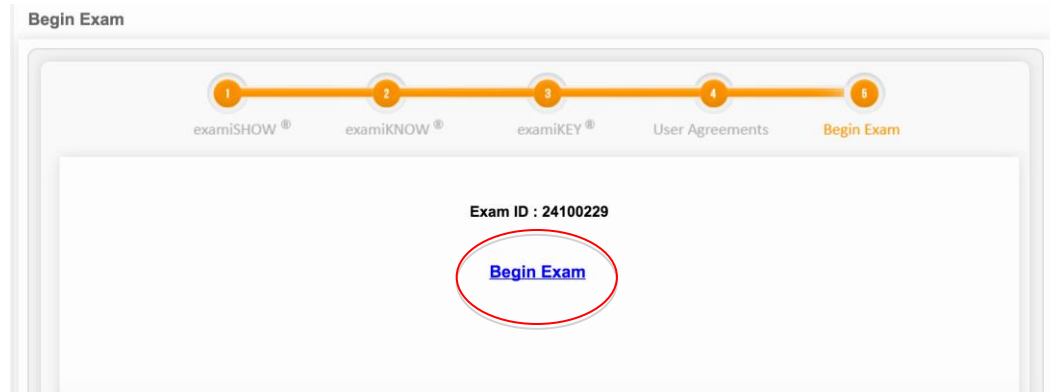 Begin Exam
1 2 3 4 5
examiSHOW ® examiKNOW ® examiKEY ® User Agreements Begin Exam
Exam ID : 24100229
Begin Exam